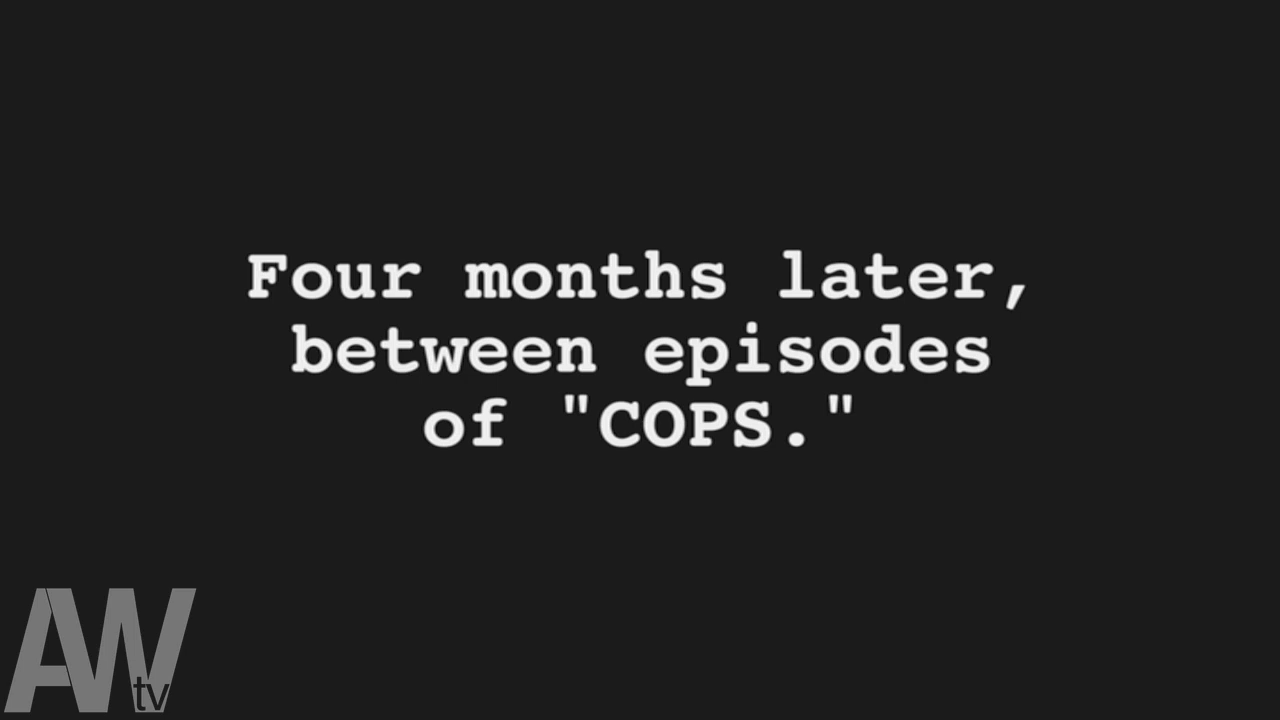 Four months later,
between episodes
of "COPS."
AW
tv